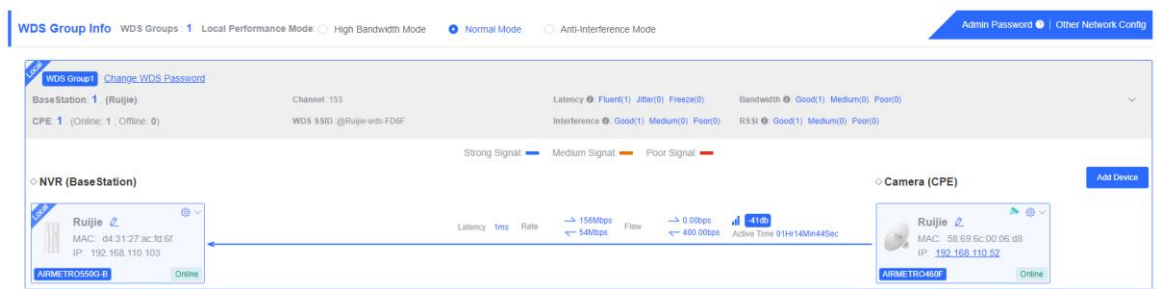 WDS Group Info WDS Groups : 1 Local Performance Mode: High Bandwidth Mode Normal Mode Anti-Interference Mode Admin Password | Other Network Config
Local
WDS Group1 Change WDS Password
BaseStation: 1 . (Ruijie) Channel :153 Latency Fluent(1) Jitter(0) Freeze(0) Bandwidth : Good(1) Medium(0) Poor(0)
CPE: 1 . (Online: 1 , Offline: 0) WDS SSID :@Ruijie-wds-FD6F Interference Good(1) Medium(0) Poor(0) RSSI : Good(1) Medium(0) Poor(0)
Strong Signal: Medium Signal: Poor Signal:
NVR (BaseStation) Camera (CPE) Add Device
Local
Ruijie
MAC: d4:31:27:ac:fd:6f
IP: 192.168.110.103
AIRMETRO550G-B Online
Latency 1ms Rate 156Mbps 54Mbps Flow 0.00bps 400.00bps -41db
Active Time 01Hr14Min44Sec
Ruijie
MAC: 58:69:6c:00:06:d8
IP: 192.168.110.52
AIRMETRO460F Online